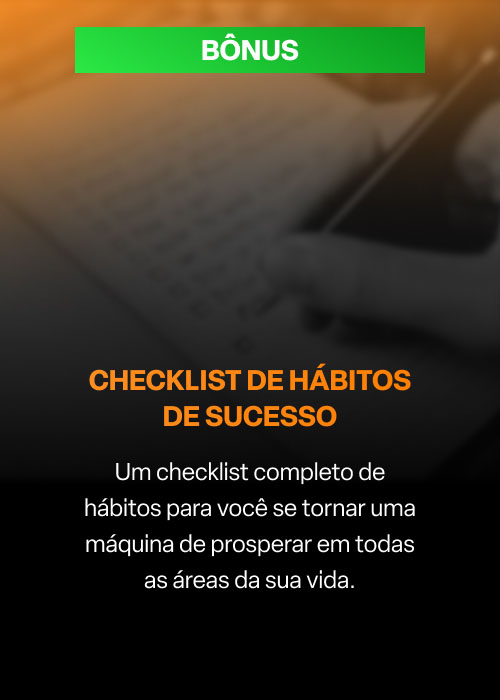 BÔNUS
CHECKLIST DE HÁBITOS
DE SUCESSO
Um checklist completo de
hábitos para você se tornar uma
máquina de prosperar em todas
as áreas da sua vida.